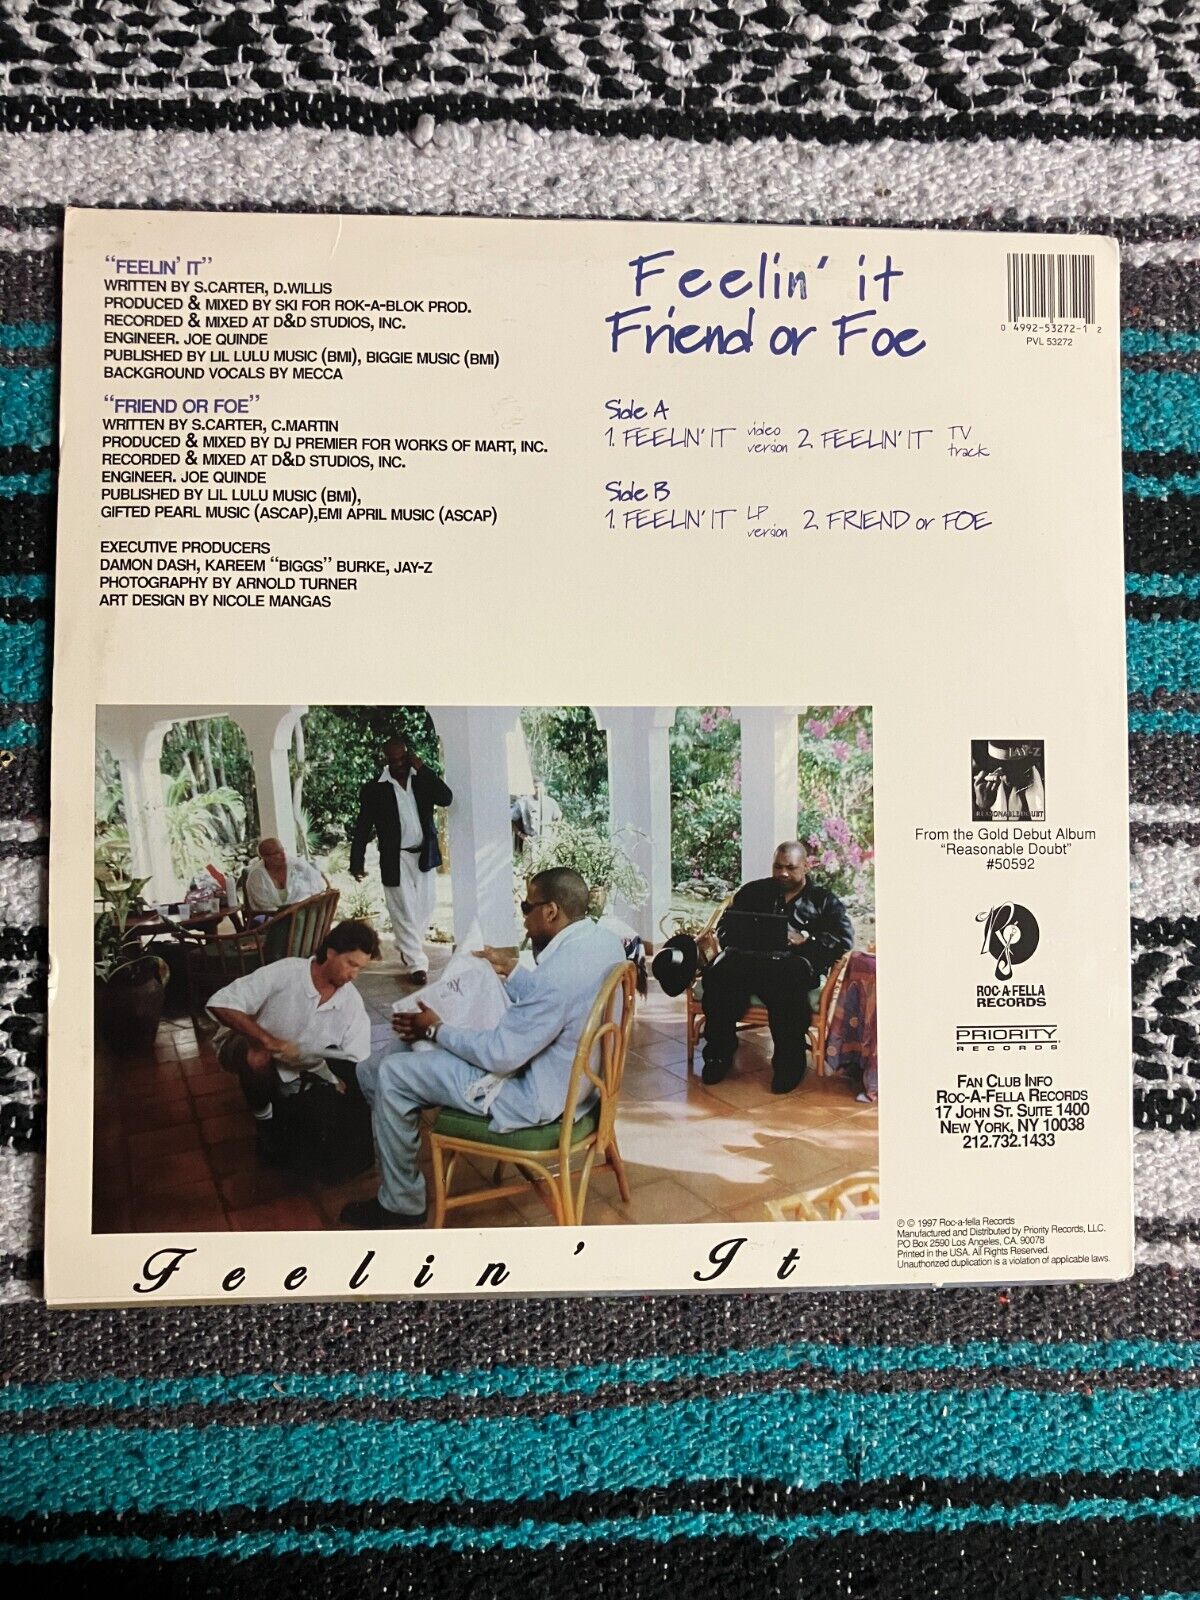 "FEELIN' IT"
WRITTEN BY S.CARTER, D.WILLIS
PRODUCED & MIXED BY SKI FOR ROK-A-BLOK PROD.
RECORDED & MIXED AT D&D STUDIOS, INC.
ENGINEER. JOE QUINDE
PUBLISHED BY LIL LULU MUSIC (BMI), BIGGIE MUSIC (BMI)
BACKGROUND VOCALS BY MECCA
"FRIEND OR FOE"
WRITTEN BY S.CARTER, C.MARTIN
PRODUCED & MIXED BY DJ PREMIER FOR WORKS OF MART, INC.
RECORDED & MIXED AT D&D STUDIOS, INC.
ENGINEER. JOE QUINDE
PUBLISHED BY LIL LULU MUSIC (BMI),
GIFTED PEARL MUSIC (ASCAP),EMI APRIL MUSIC (ASCAP)
EXECUTIVE PRODUCERS
DAMON DASH, KAREEM "BIGGS" BURKE, JAY-Z
PHOTOGRAPHY BY ARNOLD TURNER
ART DESIGN BY NICOLE MANGAS
Feelin' it
Friend or Foe
0 4992-53272-1 2
PVL 53272
Side A
1. FEELIN' IT video version 2. FEELIN' IT TV track
Side B
1. FEELIN' IT LP version 2. FRIEND or FOE
JAY-Z
REASONABLE DOUBT
From the Gold Debut Album
"Reasonable Doubt"
#50592
ROC-A-FELLA
RECORDS
PRIORITY
RECORDS
FAN CLUB INFO
ROC-A-FELLA RECORDS
17 JOHN ST. SUITE 1400
NEW YORK, NY 10038
212.732.1433
℗ © 1997 Roc-a-fella Records
Manufactured and Distributed by Priority Records, LLC.
PO Box 2590 Los Angeles, CA. 90078
Printed in the USA. All Rights Reserved.
Unauthorized duplication is a violation of applicable laws.
Feelin' It